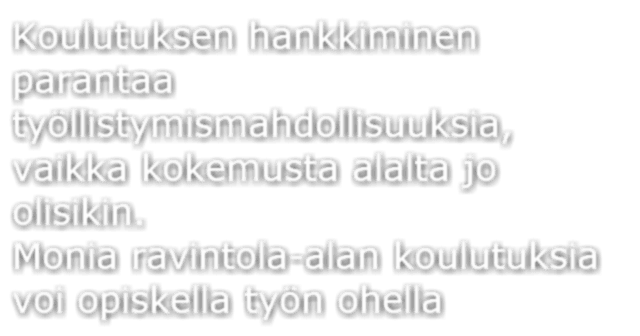 Koulutuksen hankkiminen
parantaa
työllistymismahdollisuuksia,
vaikka kokemusta alalta jo
olisikin.
Monia ravintola-alan koulutuksia
voi opiskella työn ohella